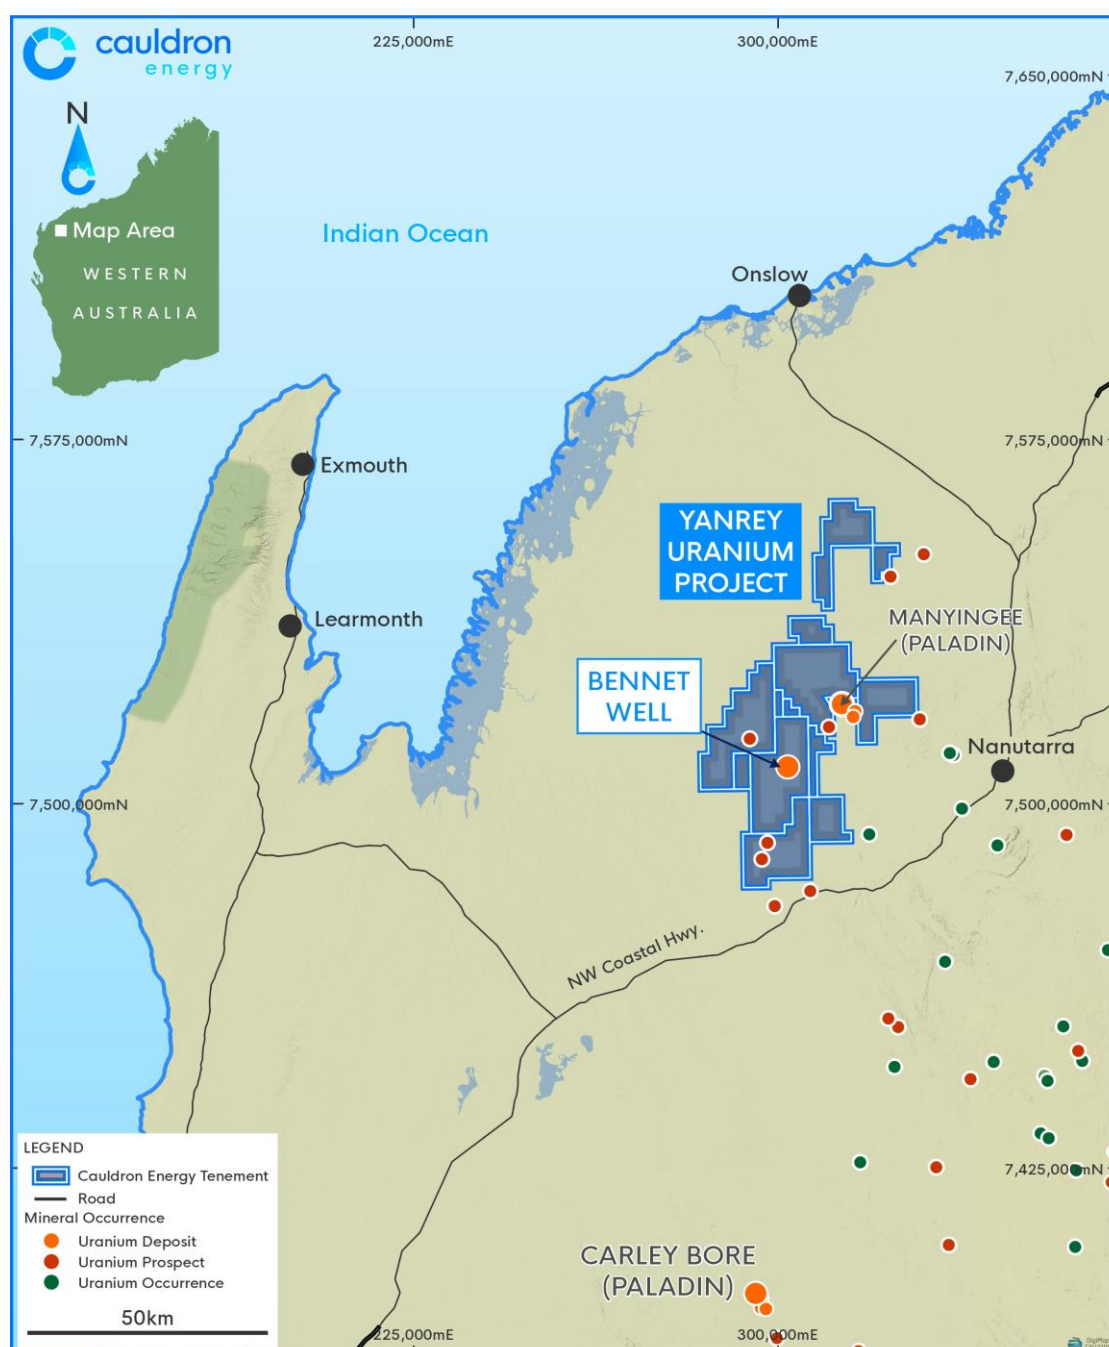 cauldron
energy
225,000mE
300,000mE
7,650,000mN
N
Map Area
WESTERN
AUSTRALIA
Indian Ocean
Onslow
7,575,000mN
7,575,000mN
Exmouth
YANREY
URANIUM
PROJECT
Learmonth
MANYINGEE
(PALADIN)
BENNET
WELL
Nanutarra
7,500,000mN
7,500,000mN
NW Coastal Hwy.
LEGEND
Cauldron Energy Tenement
Road
Mineral Occurrence
Uranium Deposit
Uranium Prospect
Uranium Occurrence
50km
7,425,000mN
CARLEY BORE
(PALADIN)
225,000mE
300,000mE